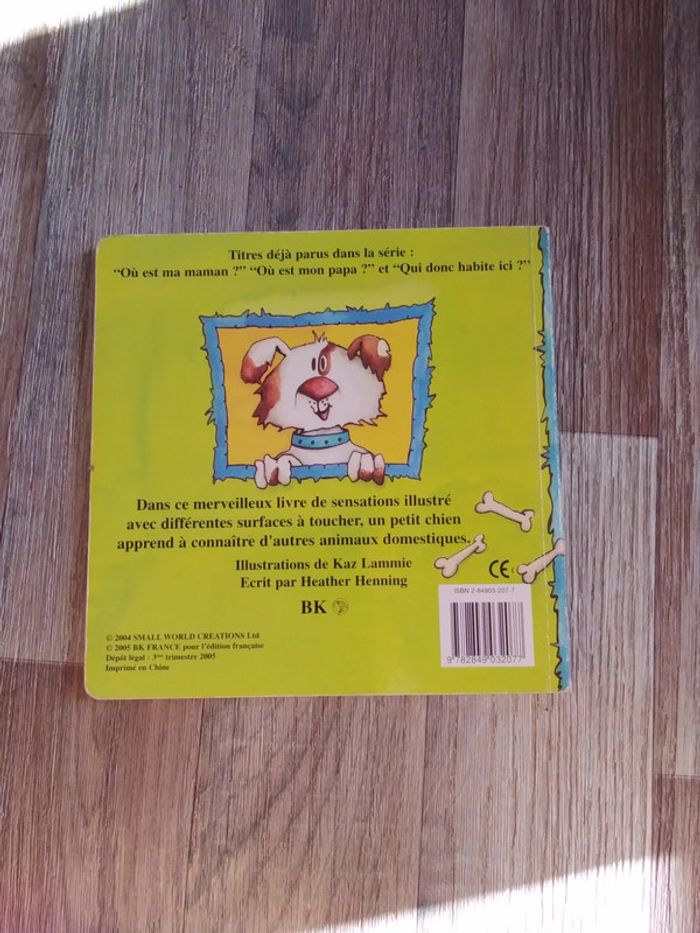 Titres déjà parus dans la série :
“Où est ma maman ?” “Où est mon papa ?” et “Qui donc habite ici ?”
Dans ce merveilleux livre de sensations illustré
avec différentes surfaces à toucher, un petit chien
apprend à connaître d'autres animaux domestiques.
Illustrations de Kaz Lammie
Ecrit par Heather Henning
BK
CE
ISBN 2-84903-207-7
9 782849 032077
© 2004 SMALL WORLD CREATIONS Ltd
© 2005 BK FRANCE pour l'édition française
Dépôt légal : 3ème trimestre 2005
Imprimé en Chine